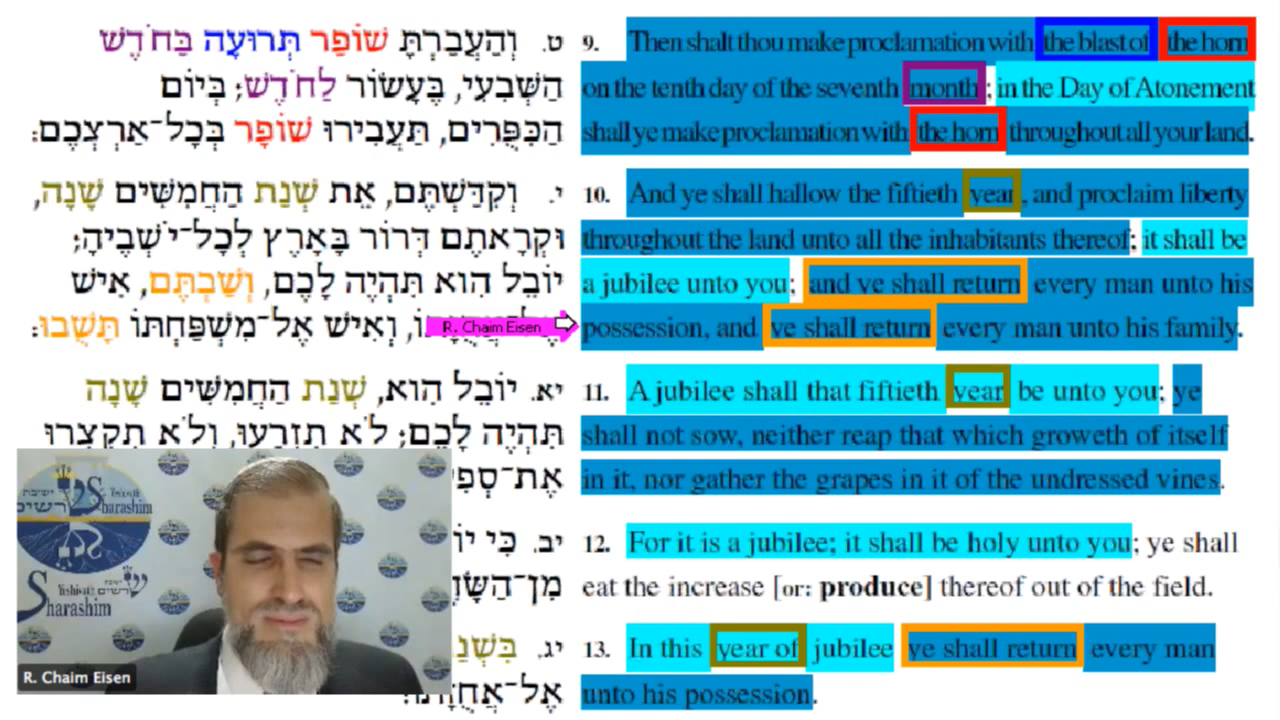 ט. וְהַעֲבַרְתָּ שׁוֹפַר תְּרוּעָה בַּחֹדֶשׁ
הַשְּׁבִעִי, בֶּעָשׂוֹר לַחֹדֶשׁ; בְּיוֹם
הַכִּפֻּרִים, תַּעֲבִירוּ שׁוֹפָר בְּכָל־אַרְצְכֶם:
9. Then shalt thou make proclamation with the blast of the horn
on the tenth day of the seventh month; in the Day of Atonement
shall ye make proclamation with the horn throughout all your land.
י. וְקִדַּשְׁתֶּם, אֵת שְׁנַת הַחֲמִשִּׁים שָׁנָה,
וּקְרָאתֶם דְּרוֹר בָּאָרֶץ לְכָל־יֹשְׁבֶיהָ;
יוֹבֵל הִוא תִּהְיֶה לָכֶם, וְשַׁבְתֶּם, אִישׁ
וְאִישׁ אֶל־מִשְׁפַּחְתּוֹ תָּשֻׁבוּ:
R. Chaim Eisen
10. And ye shall hallow the fiftieth year, and proclaim liberty
throughout the land unto all the inhabitants thereof; it shall be
a jubilee unto you; and ye shall return every man unto his
possession, and ye shall return every man unto his family.
יא. יוֹבֵל הִוא, שְׁנַת הַחֲמִשִּׁים שָׁנָה
תִּהְיֶה לָכֶם; לֹא תִזְרָעוּ, וְלֹא תִקְצְרוּ
אֶת־סְפִי
11. A jubilee shall that fiftieth year be unto you; ye
shall not sow, neither reap that which groweth of itself
in it, nor gather the grapes in it of the undressed vines.
יב. כִּי יוֹ
מִן־הַשָּׂדֶ
12. For it is a jubilee; it shall be holy unto you; ye shall
eat the increase [or: produce] thereof out of the field.
יג. בִּשְׁנַ
אֶל־אֲחֻזָּתוֹ:
13. In this year of jubilee ye shall return every man
unto his possession.
ישיבת
שרשים
Yeshivath
Sharashim
R. Chaim Eisen